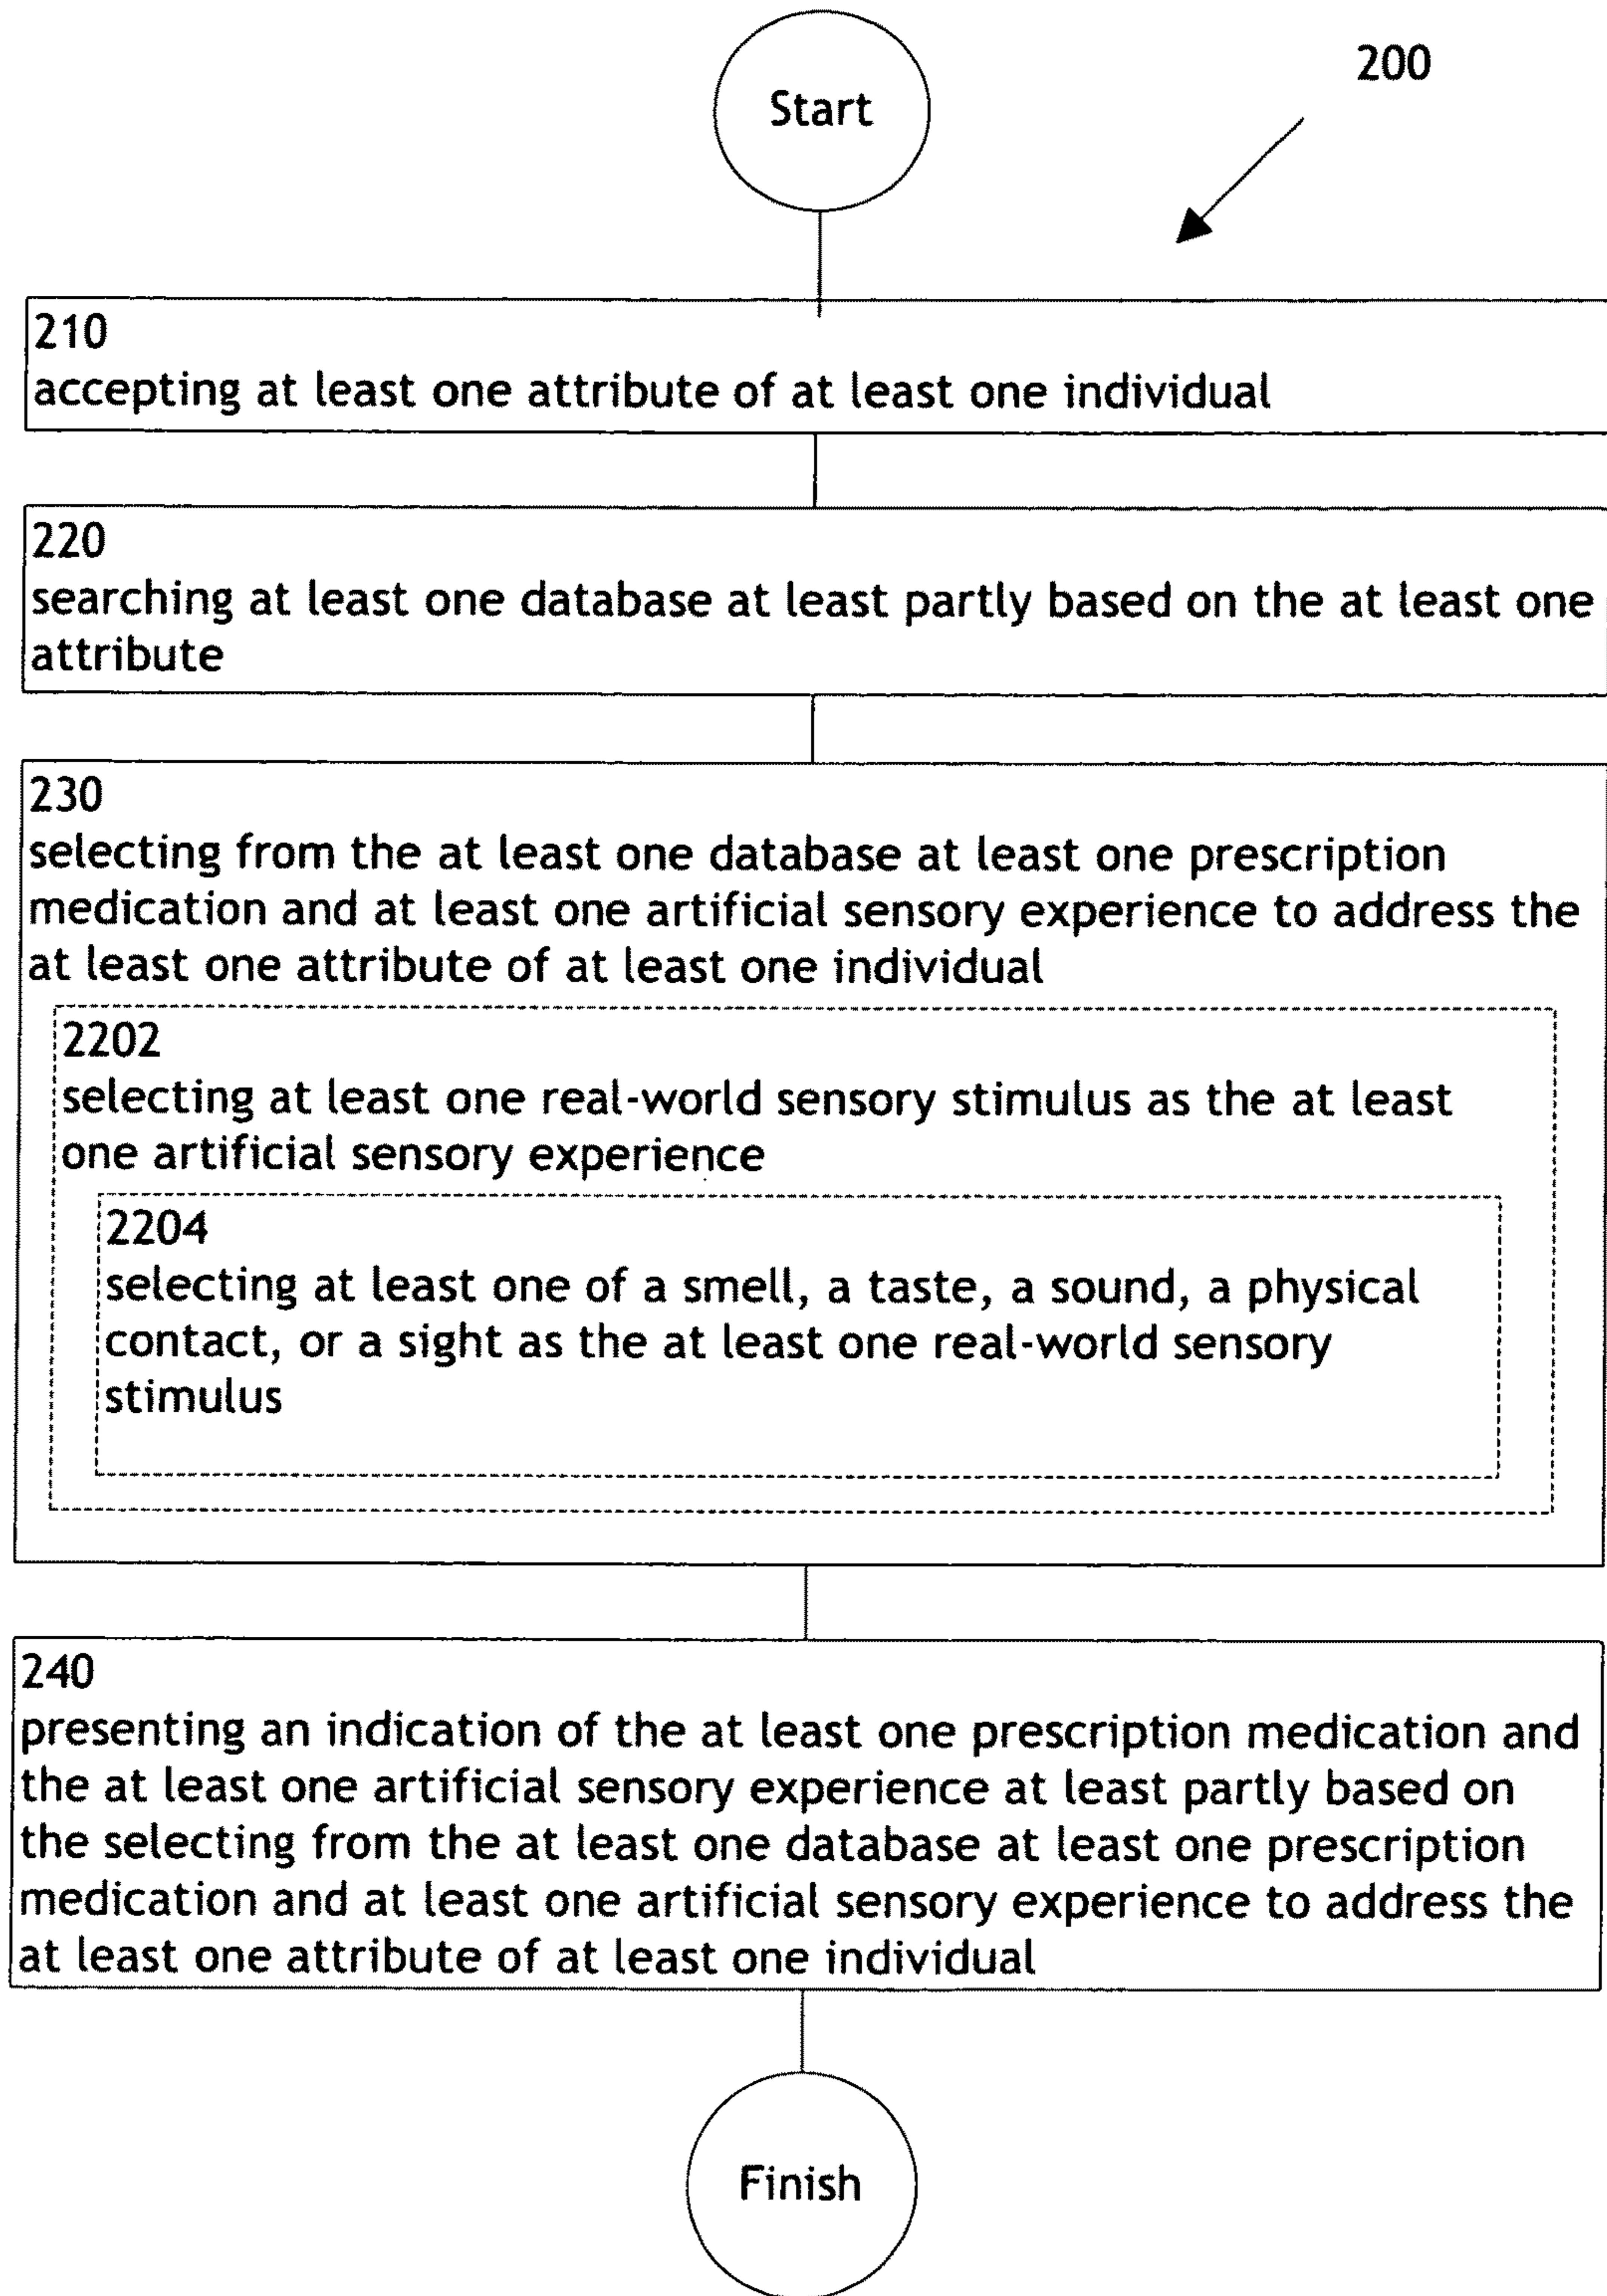 Start
200
210
accepting at least one attribute of at least one individual
220
searching at least one database at least partly based on the at least one
attribute
230
selecting from the at least one database at least one prescription
medication and at least one artificial sensory experience to address the
at least one attribute of at least one individual
2202
selecting at least one real-world sensory stimulus as the at least
one artificial sensory experience
2204
selecting at least one of a smell, a taste, a sound, a physical
contact, or a sight as the at least one real-world sensory
stimulus
240
presenting an indication of the at least one prescription medication and
the at least one artificial sensory experience at least partly based on
the selecting from the at least one database at least one prescription
medication and at least one artificial sensory experience to address the
at least one attribute of at least one individual
Finish